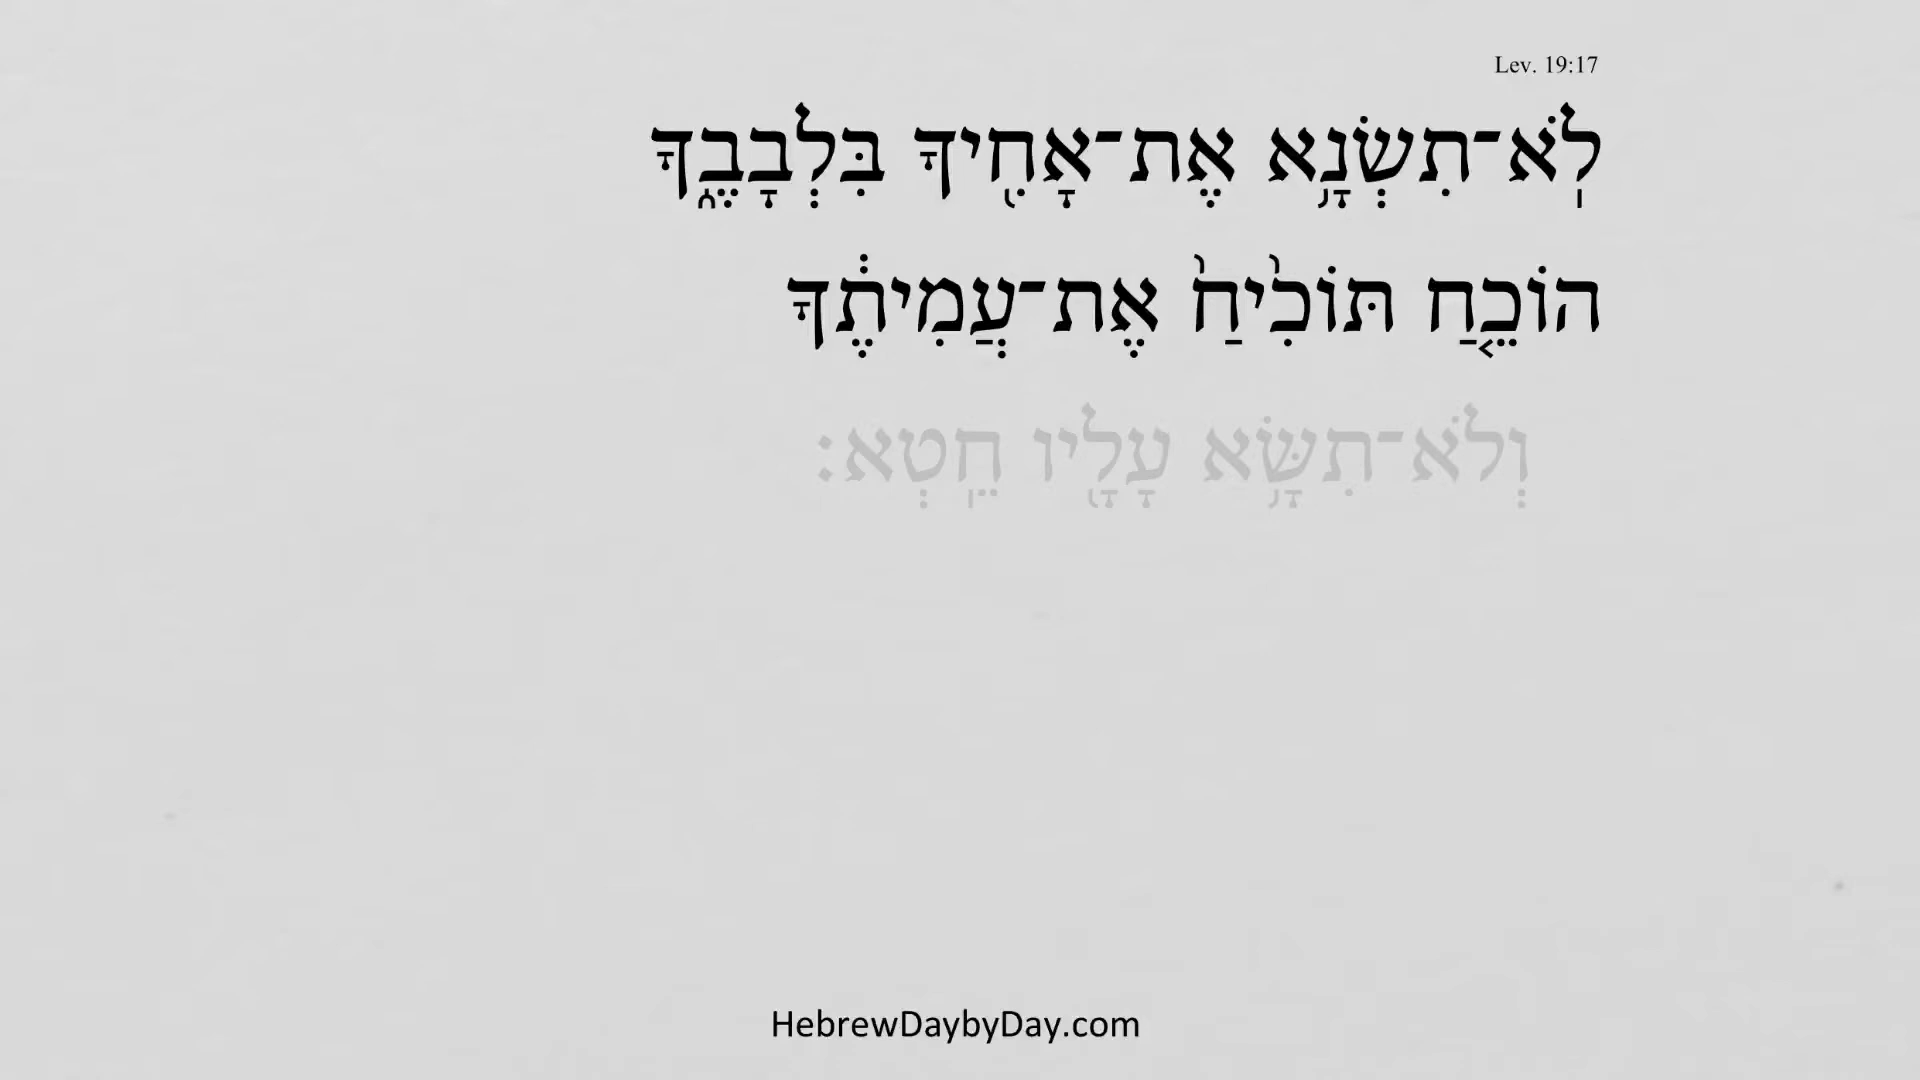 Lev. 19:17
לֹֽא־תִשְׂנָ֥א אֶת־אָחִ֖יךָ בִּלְבָבֶ֑ךָ
הוֹכֵ֤חַ תּוֹכִ֙יחַ֙ אֶת־עֲמִיתֶ֔ךָ
וְלֹא־תִשָּׂ֥א עָלָ֖יו חֵֽטְא׃
HebrewDaybyDay.com